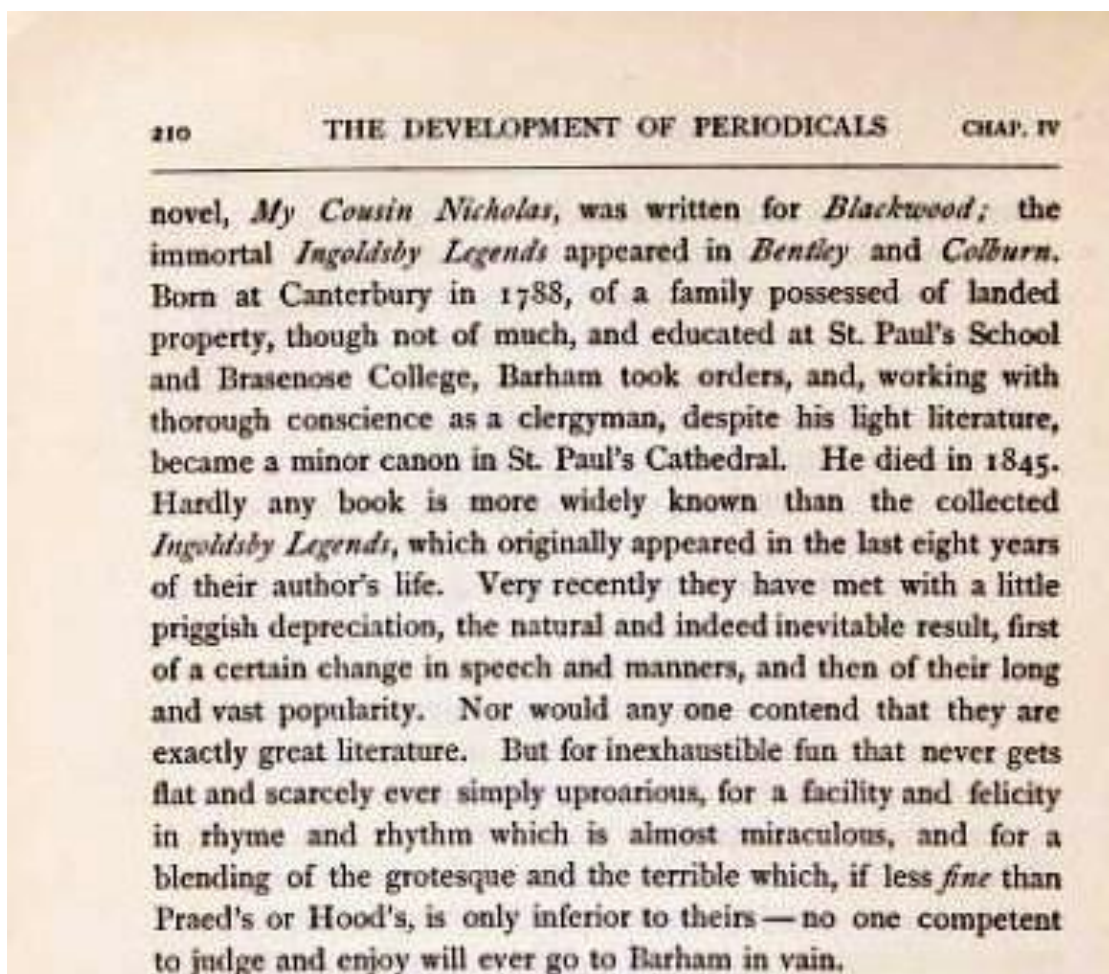 210 THE DEVELOPMENT OF PERIODICALS CHAP. IV
novel, My Cousin Nicholas, was written for Blackwood; the
immortal Ingoldsby Legends appeared in Bentley and Colburn.
Born at Canterbury in 1788, of a family possessed of landed
property, though not of much, and educated at St. Paul's School
and Brasenose College, Barham took orders, and, working with
thorough conscience as a clergyman, despite his light literature,
became a minor canon in St. Paul's Cathedral. He died in 1845.
Hardly any book is more widely known than the collected
Ingoldsby Legends, which originally appeared in the last eight years
of their author's life. Very recently they have met with a little
priggish depreciation, the natural and indeed inevitable result, first
of a certain change in speech and manners, and then of their long
and vast popularity. Nor would any one contend that they are
exactly great literature. But for inexhaustible fun that never gets
flat and scarcely ever simply uproarious, for a facility and felicity
in rhyme and rhythm which is almost miraculous, and for a
blending of the grotesque and the terrible which, if less fine than
Praed's or Hood's, is only inferior to theirs — no one competent
to judge and enjoy will ever go to Barham in vain.